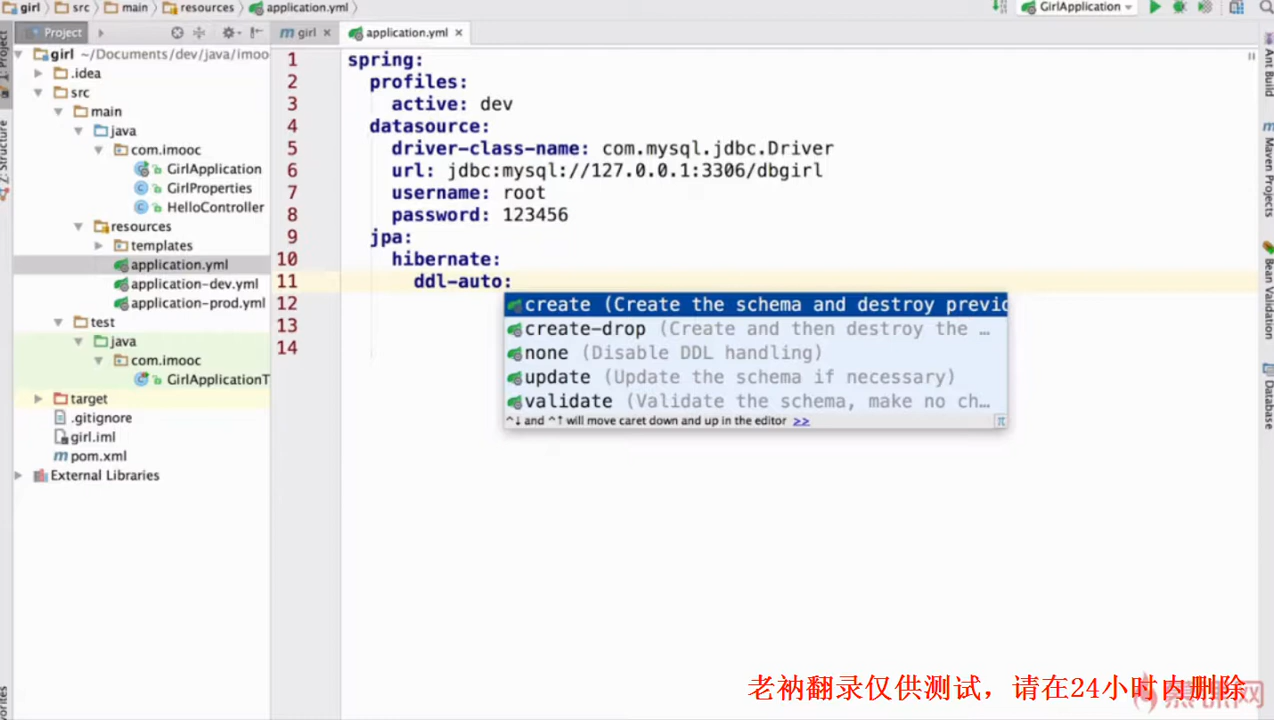 girl src main resources application.yml GirlApplication
Project girl application.yml
girl ~/Documents/dev/java/imoo
.idea
src
main
java
com.imooc
GirlApplication
GirlProperties
HelloController
resources
templates
application.yml
application-dev.yml
application-prod.yml
test
java
com.imooc
GirlApplicationT
target
.gitignore
girl.iml
pom.xml
External Libraries
1 spring:
2 profiles:
3 active: dev
4 datasource:
5 driver-class-name: com.mysql.jdbc.Driver
6 url: jdbc:mysql://127.0.0.1:3306/dbgirl
7 username: root
8 password: 123456
9 jpa:
10 hibernate:
11 ddl-auto:
12
13
14
create (Create the schema and destroy previo
create-drop (Create and then destroy the …
none (Disable DDL handling)
update (Update the schema if necessary)
validate (Validate the schema, make no ch…
^↓ and ^↑ will move caret down and up in the editor >>
π
Project
Z: Structure
Ant Build
Maven Projects
Bean Validation
Database
老衲翻录仅供测试，请在24小时内删除